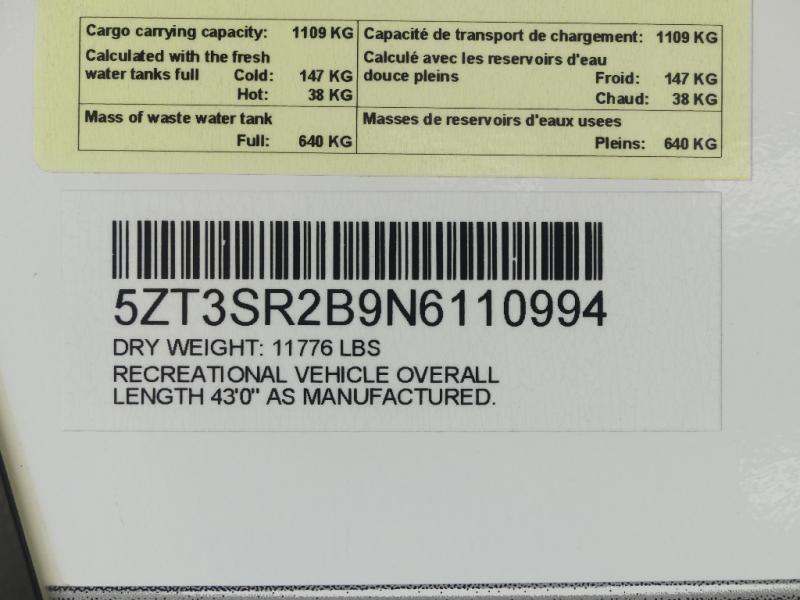 Cargo carrying capacity: 1109 KG
Calculated with the fresh
water tanks full Cold: 147 KG
Hot: 38 KG
Mass of waste water tank
Full: 640 KG
Capacité de transport de chargement: 1109 KG
Calculé avec les reservoirs d'eau
douce pleins Froid: 147 KG
Chaud: 38 KG
Masses de reservoirs d'eaux usees
Pleins: 640 KG
5ZT3SR2B9N6110994
DRY WEIGHT: 11776 LBS
RECREATIONAL VEHICLE OVERALL
LENGTH 43'0" AS MANUFACTURED.